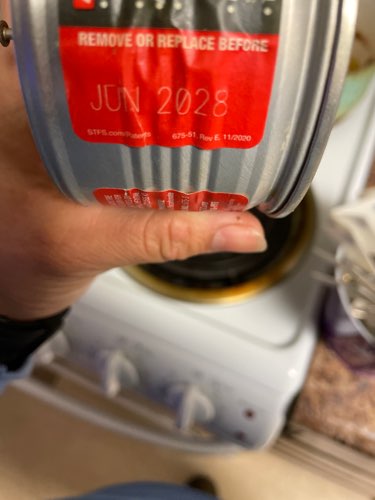 REMOVE OR REPLACE BEFORE
JUN 2028
STFS.com/Patents 675-51 Rev E, 11/2020